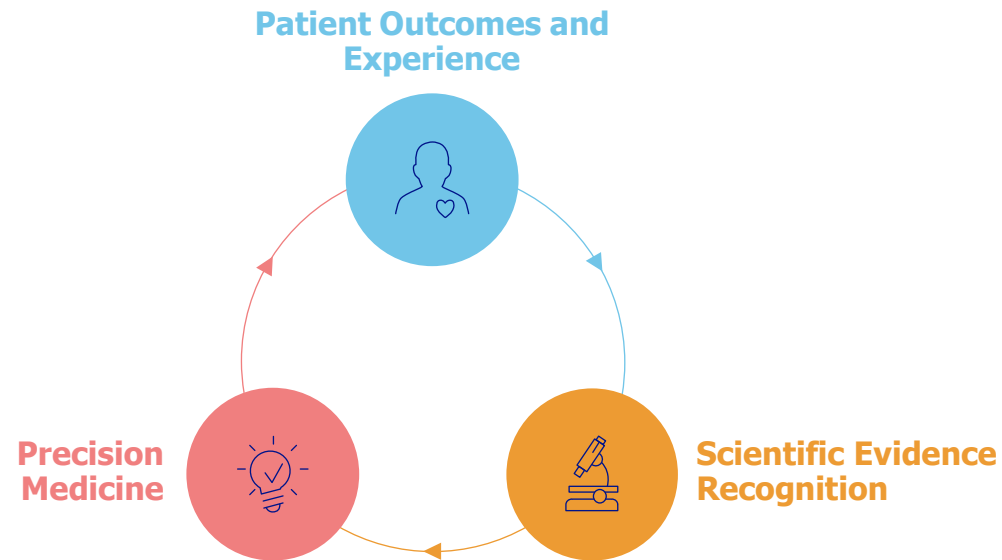 Patient Outcomes and
Experience
Precision
Medicine
Scientific Evidence
Recognition